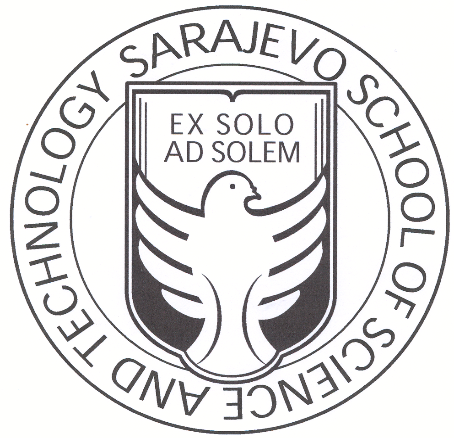 SARAJEVO SCHOOL OF SCIENCE AND TECHNOLOGY
EX SOLO
AD SOLEM